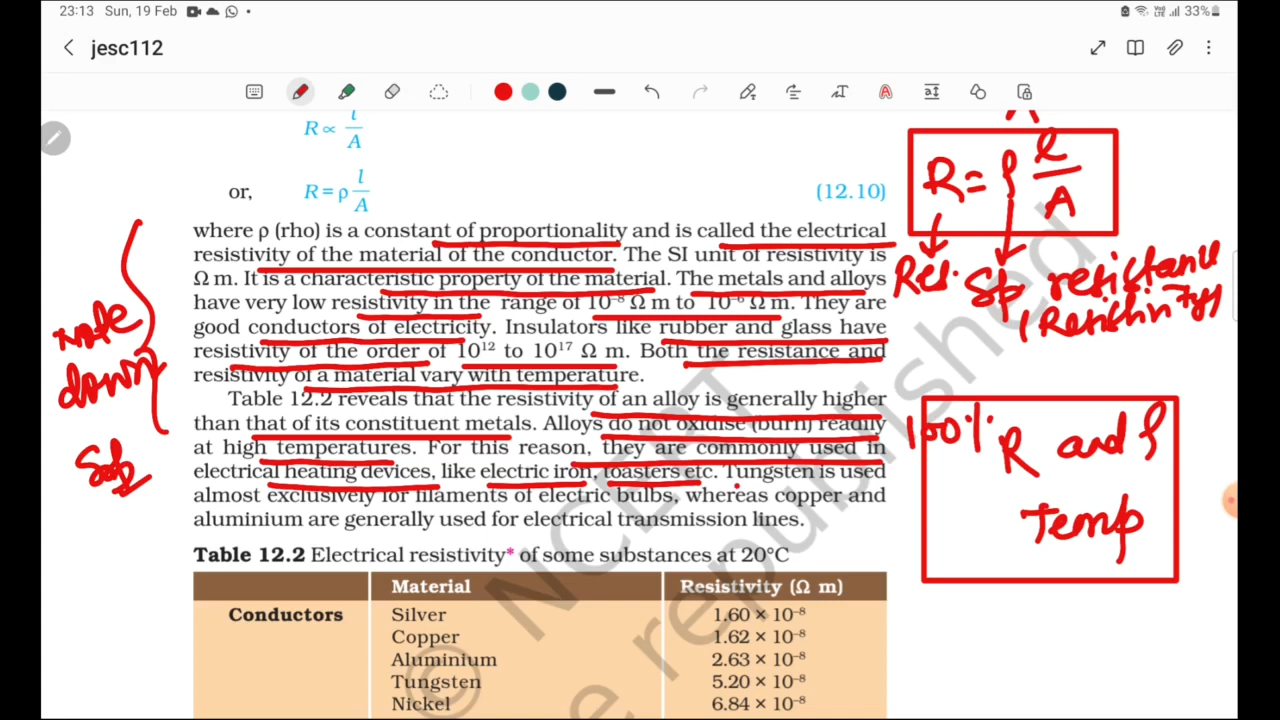 23:13 Sun, 19 Feb
33%
jesc112
R ∝ l/A
or, R = ρ l/A (12.10)
where ρ (rho) is a constant of proportionality and is called the electrical
resistivity of the material of the conductor. The SI unit of resistivity is
Ω m. It is a characteristic property of the material. The metals and alloys
have very low resistivity in the range of 10⁻⁸ Ω m to 10⁻⁶ Ω m. They are
good conductors of electricity. Insulators like rubber and glass have
resistivity of the order of 10¹² to 10¹⁷ Ω m. Both the resistance and
resistivity of a material vary with temperature.
Table 12.2 reveals that the resistivity of an alloy is generally higher
than that of its constituent metals. Alloys do not oxidise (burn) readily
at high temperatures. For this reason, they are commonly used in
electrical heating devices, like electric iron, toasters etc. Tungsten is used
almost exclusively for filaments of electric bulbs, whereas copper and
aluminium are generally used for electrical transmission lines.
Table 12.2 Electrical resistivity* of some substances at 20°C
Material Resistivity (Ω m)
Conductors Silver 1.60 × 10⁻⁸
Copper 1.62 × 10⁻⁸
Aluminium 2.63 × 10⁻⁸
Tungsten 5.20 × 10⁻⁸
Nickel 6.84 × 10⁻⁸
Note
down
R = ρ l/A
Res. Sp resistance
(Resistivity)
100% R and ρ
Temp
© NCERT
republished